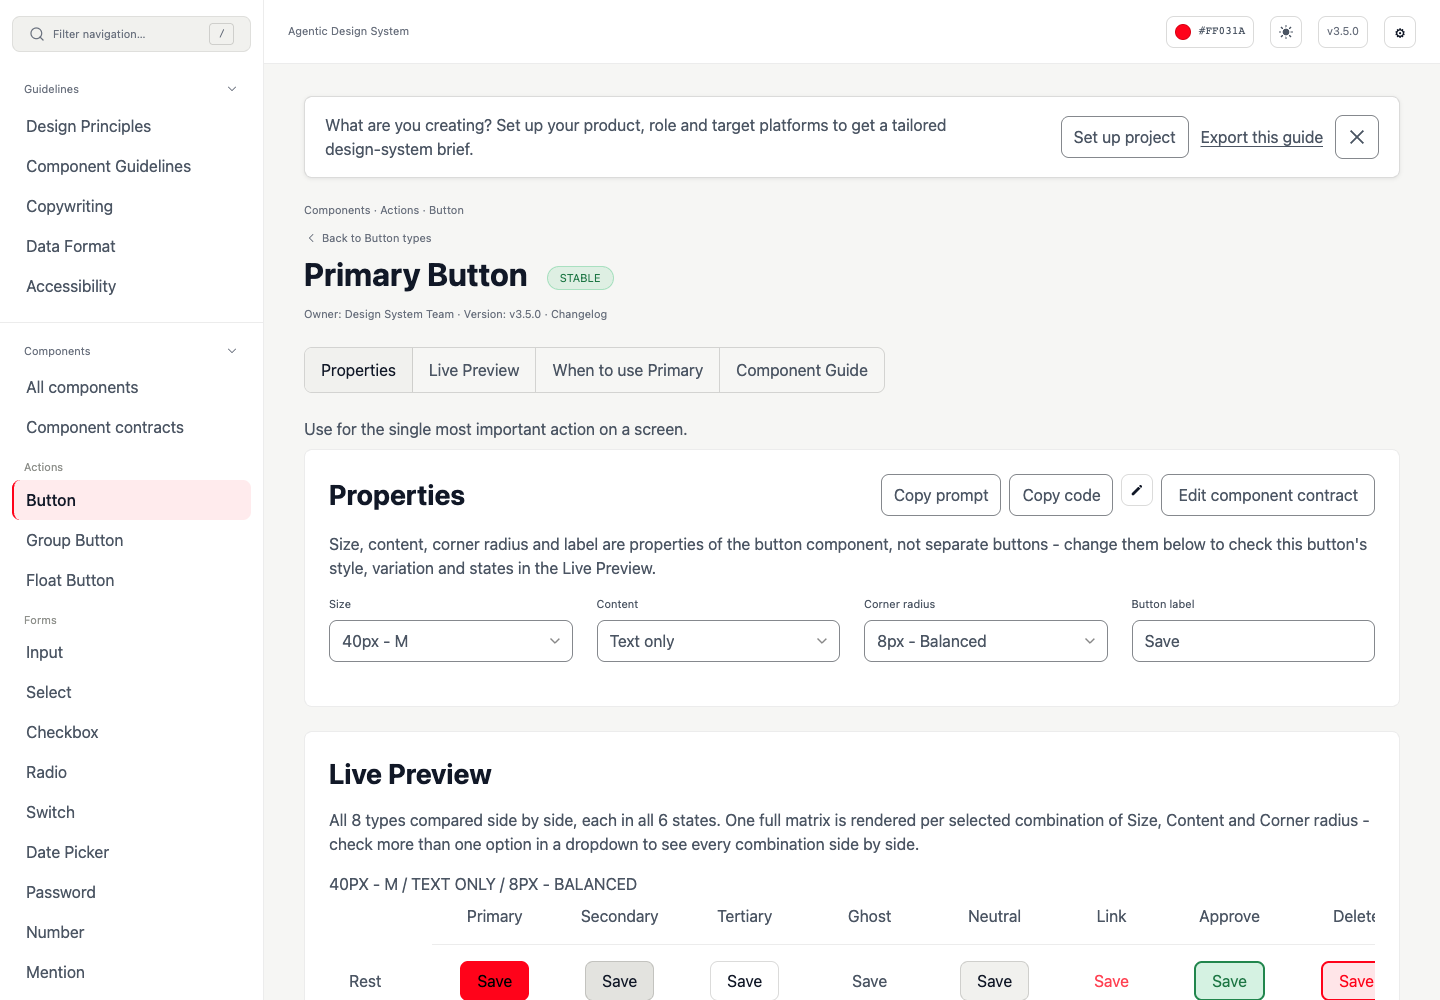 Filter navigation...
/
Agentic Design System
#FF031A
v3.5.0
Guidelines
Design Principles
Component Guidelines
Copywriting
Data Format
Accessibility
Components
All components
Component contracts
Actions
Button
Group Button
Float Button
Forms
Input
Select
Checkbox
Radio
Switch
Date Picker
Password
Number
Mention
What are you creating? Set up your product, role and target platforms to get a tailored
design-system brief.
Set up project
Export this guide
Components · Actions · Button
Back to Button types
Primary Button
STABLE
Owner: Design System Team · Version: v3.5.0 · Changelog
Properties
Live Preview
When to use Primary
Component Guide
Use for the single most important action on a screen.
Properties
Copy prompt
Copy code
Edit component contract
Size, content, corner radius and label are properties of the button component, not separate buttons - change them below to check this button's
style, variation and states in the Live Preview.
Size
Content
Corner radius
Button label
40px - M
Text only
8px - Balanced
Save
Live Preview
All 8 types compared side by side, each in all 6 states. One full matrix is rendered per selected combination of Size, Content and Corner radius -
check more than one option in a dropdown to see every combination side by side.
40PX - M / TEXT ONLY / 8PX - BALANCED
Primary Secondary Tertiary Ghost Neutral Link Approve Delete
Rest Save Save Save Save Save Save Save Save